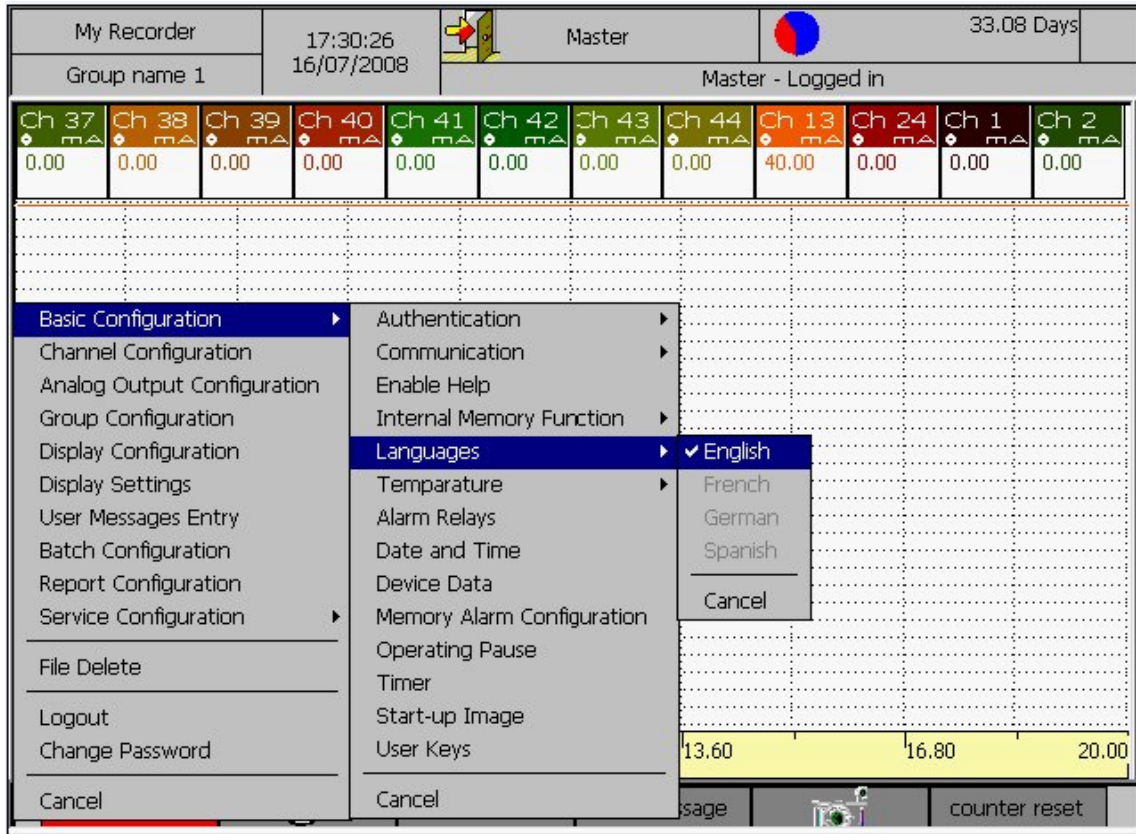 My Recorder
Group name 1
17:30:26
16/07/2008
Master
33.08 Days
Master - Logged in
Ch 37 Ch 38 Ch 39 Ch 40 Ch 41 Ch 42 Ch 43 Ch 44 Ch 13 Ch 24 Ch 1 Ch 2
mA mA mA mA mA mA mA mA mA mA mA mA
0.00 0.00 0.00 0.00 0.00 0.00 0.00 0.00 40.00 0.00 0.00 0.00
Basic Configuration
Channel Configuration
Analog Output Configuration
Group Configuration
Display Configuration
Display Settings
User Messages Entry
Batch Configuration
Report Configuration
Service Configuration
File Delete
Logout
Change Password
Cancel
Authentication
Communication
Enable Help
Internal Memory Function
Languages
Temparature
Alarm Relays
Date and Time
Device Data
Memory Alarm Configuration
Operating Pause
Timer
Start-up Image
User Keys
Cancel
English
French
German
Spanish
Cancel
13.60 16.80 20.00
counter reset